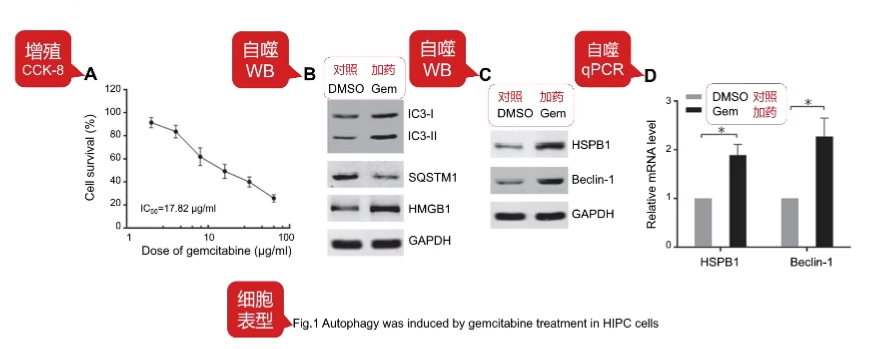 增殖
CCK-8
A
120
100
80
60
40
20
0
Cell survival (%)
IC50=17.82 μg/ml
1
10
100
Dose of gemcitabine (μg/ml)
自噬
WB
B
对照 加药
DMSO Gem
IC3-I
IC3-II
SQSTM1
HMGB1
GAPDH
自噬
WB
C
对照 加药
DMSO Gem
HSPB1
Beclin-1
GAPDH
自噬
qPCR
D
DMSO 对照
Gem 加药
3
2
1
0
Relative mRNA level
*
*
HSPB1
Beclin-1
细胞
表型
Fig.1 Autophagy was induced by gemcitabine treatment in HIPC cells